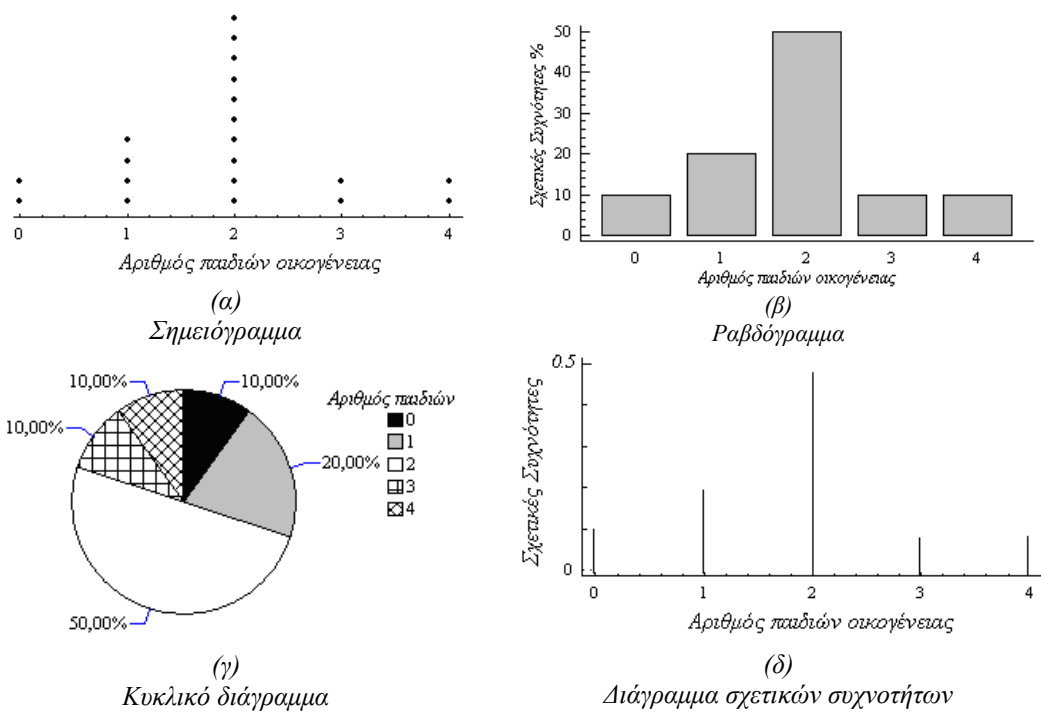 0 1 2 3 4
Αριθμός παιδιών οικογένειας
(α)
Σημειόγραμμα
Σχετικές Συχνότητες %
50
40
30
20
10
0
0 1 2 3 4
Αριθμός παιδιών οικογένειας
(β)
Ραβδόγραμμα
10,00%
10,00%
10,00%
20,00%
50,00%
Αριθμός παιδιών
0
1
2
3
4
(γ)
Κυκλικό διάγραμμα
Σχετικές Συχνότητες
0.5
0
0 1 2 3 4
Αριθμός παιδιών οικογένειας
(δ)
Διάγραμμα σχετικών συχνοτήτων